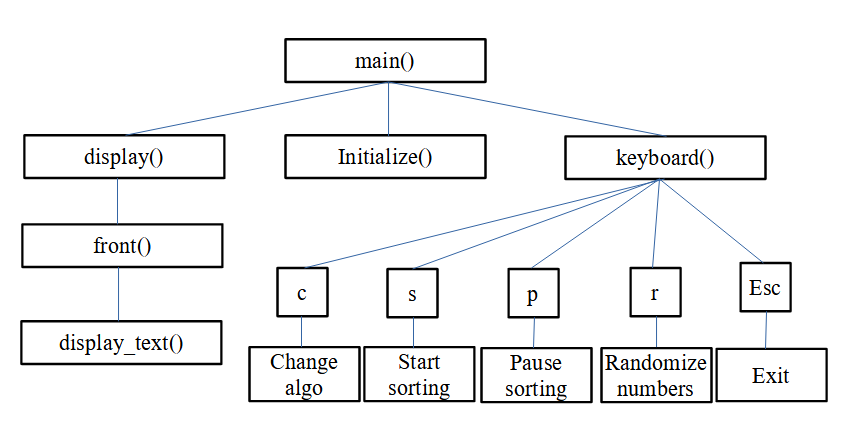 main()
display()
Initialize()
keyboard()
front()
display_text()
c
s
p
r
Esc
Change
algo
Start
sorting
Pause
sorting
Randomize
numbers
Exit